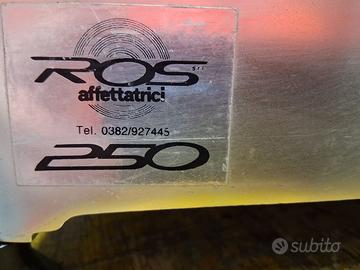 ROS s.r.l.
affettatrici
Tel. 0382/927445
250
subito